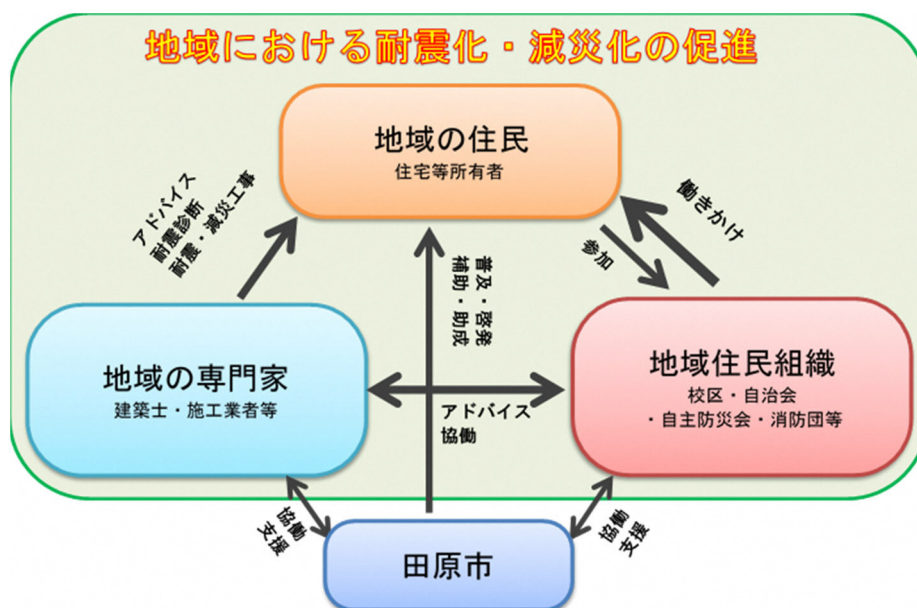 地域における耐震化・減災化の促進
地域の住民
住宅等所有者
アドバイス
耐震診断
耐震・減災工事
働きかけ
参加
普及・啓発
補助・助成
地域の専門家
建築士・施工業者等
地域住民組織
校区・自治会
・自主防災会・消防団等
アドバイス
協働
協働
支援
田原市
協働
支援